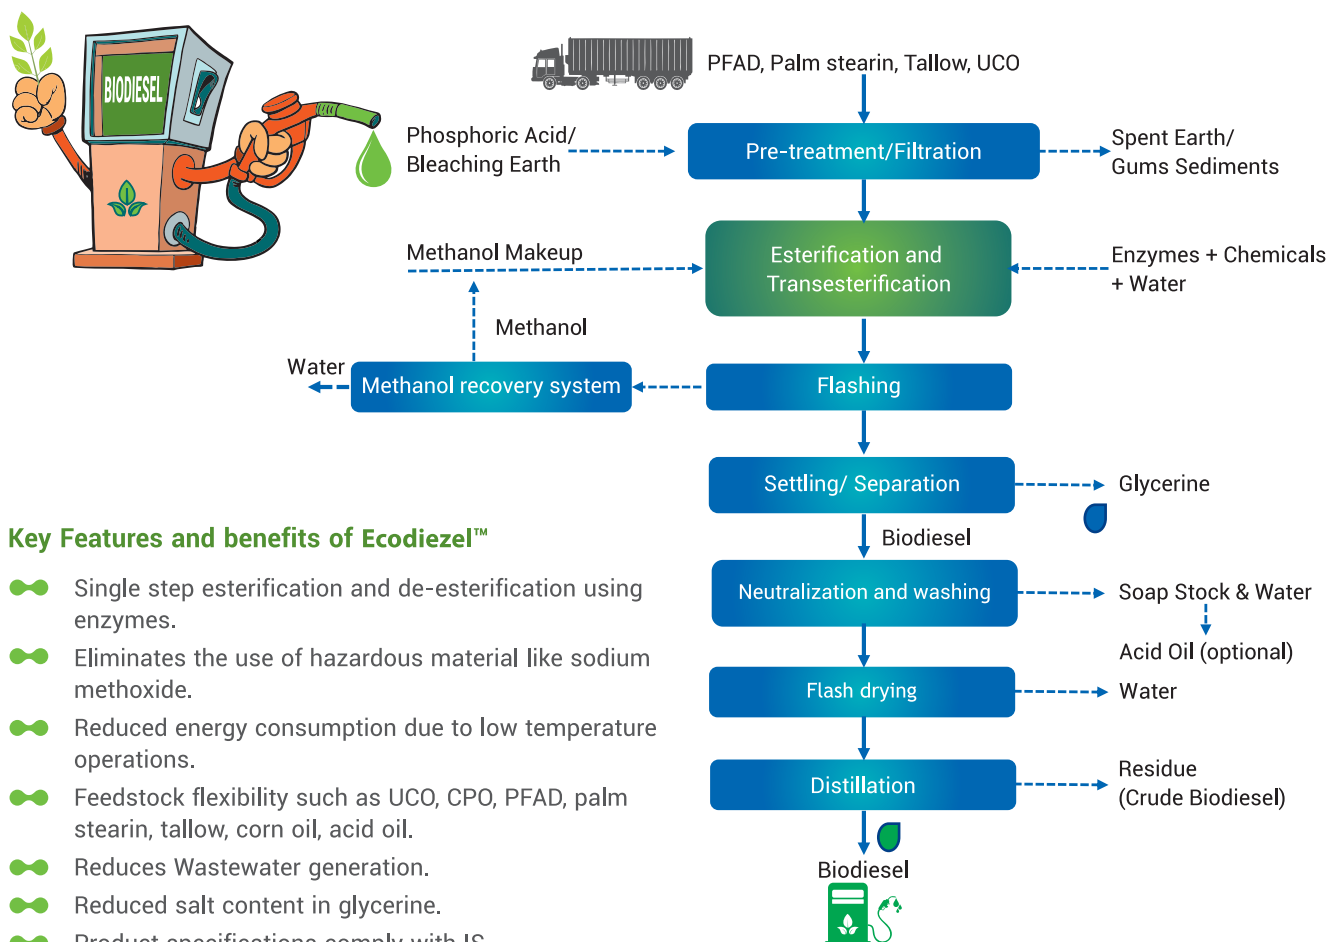 BIODIESEL
PFAD, Palm stearin, Tallow, UCO
Phosphoric Acid/
Bleaching Earth
Pre-treatment/Filtration
Spent Earth/
Gums Sediments
Methanol Makeup
Esterification and
Transesterification
Enzymes + Chemicals
+ Water
Methanol
Water
Methanol recovery system
Flashing
Settling/ Separation
Glycerine
Biodiesel
Neutralization and washing
Soap Stock & Water
Acid Oil (optional)
Flash drying
Water
Distillation
Residue
(Crude Biodiesel)
Biodiesel
Key Features and benefits of Ecodiezel™
Single step esterification and de-esterification using
enzymes.
Eliminates the use of hazardous material like sodium
methoxide.
Reduced energy consumption due to low temperature
operations.
Feedstock flexibility such as UCO, CPO, PFAD, palm
stearin, tallow, corn oil, acid oil.
Reduces Wastewater generation.
Reduced salt content in glycerine.
Product specifications comply with IS